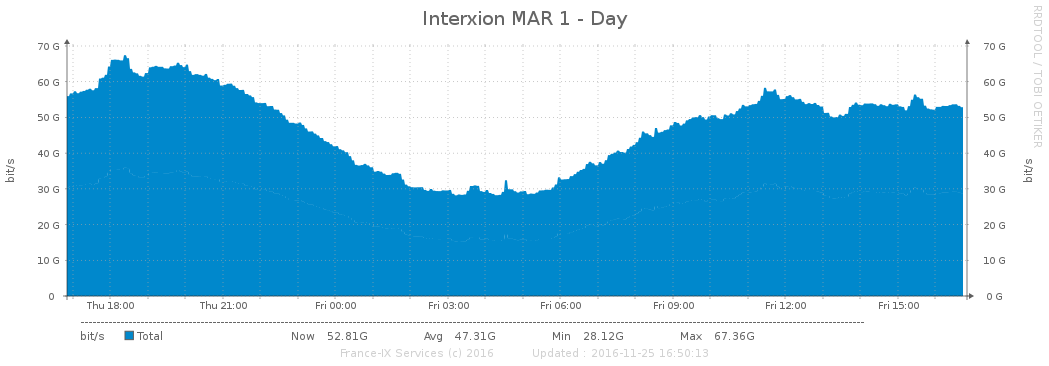 Interxion MAR 1 - Day
RRDTOOL / TOBI OETIKER
bit/s
bit/s
70 G 70 G
60 G 60 G
50 G 50 G
40 G 40 G
30 G 30 G
20 G 20 G
10 G 10 G
0 0 G
Thu 18:00 Thu 21:00 Fri 00:00 Fri 03:00 Fri 06:00 Fri 09:00 Fri 12:00 Fri 15:00
bit/s Total Now 52.81G Avg 47.31G Min 28.12G Max 67.36G
France-IX Services (c) 2016 Updated : 2016-11-25 16:50:13